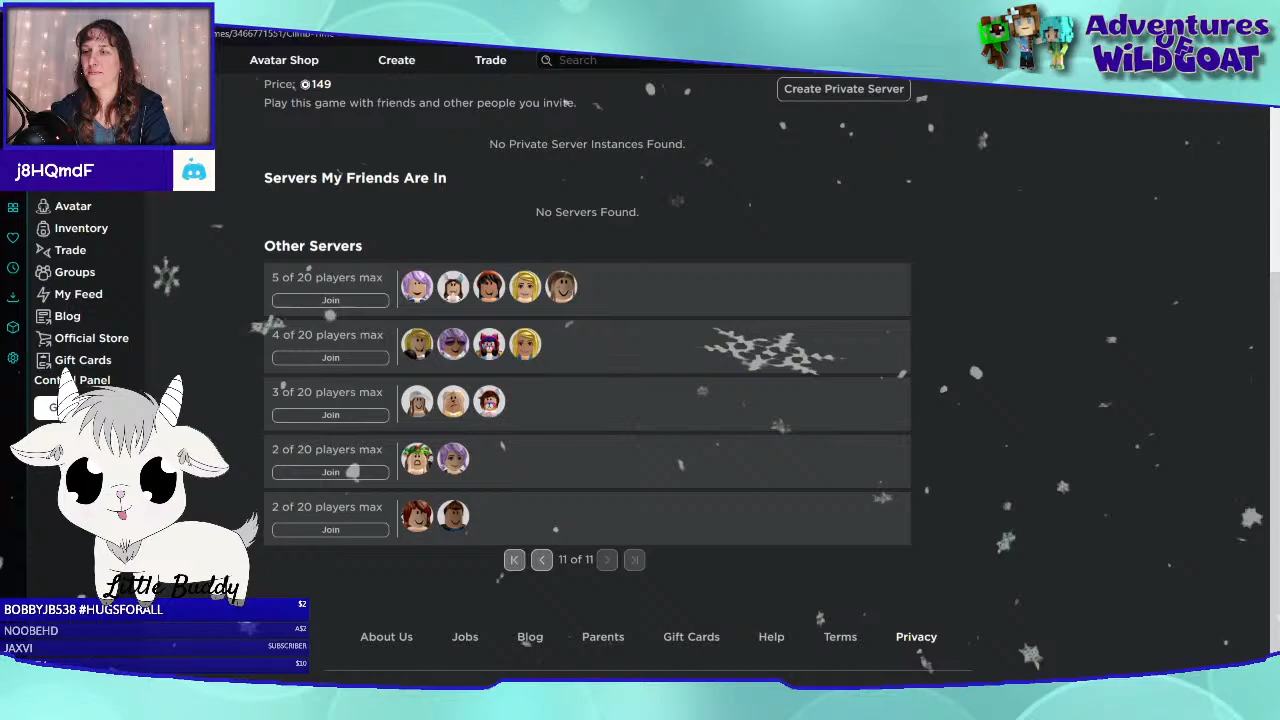 mes/3466771551/Climb-Time
Adventures
OF
WiLDGOAT
Avatar Shop
Create
Trade
Search
Price: 149
Create Private Server
Play this game with friends and other people you invite.
No Private Server Instances Found.
j8HQmdF
Servers My Friends Are In
No Servers Found.
Avatar
Inventory
Trade
Groups
My Feed
Blog
Official Store
Gift Cards
Other Servers
5 of 20 players max
Join
4 of 20 players max
Join
3 of 20 players max
Join
2 of 20 players max
Join
2 of 20 players max
Join
11 of 11
Little Buddy
BOBBYJB538 #HUGSFORALL $2
NOOBEHD A$2
JAXVI SUBSCRIBER
$10
About Us
Jobs
Blog
Parents
Gift Cards
Help
Terms
Privacy